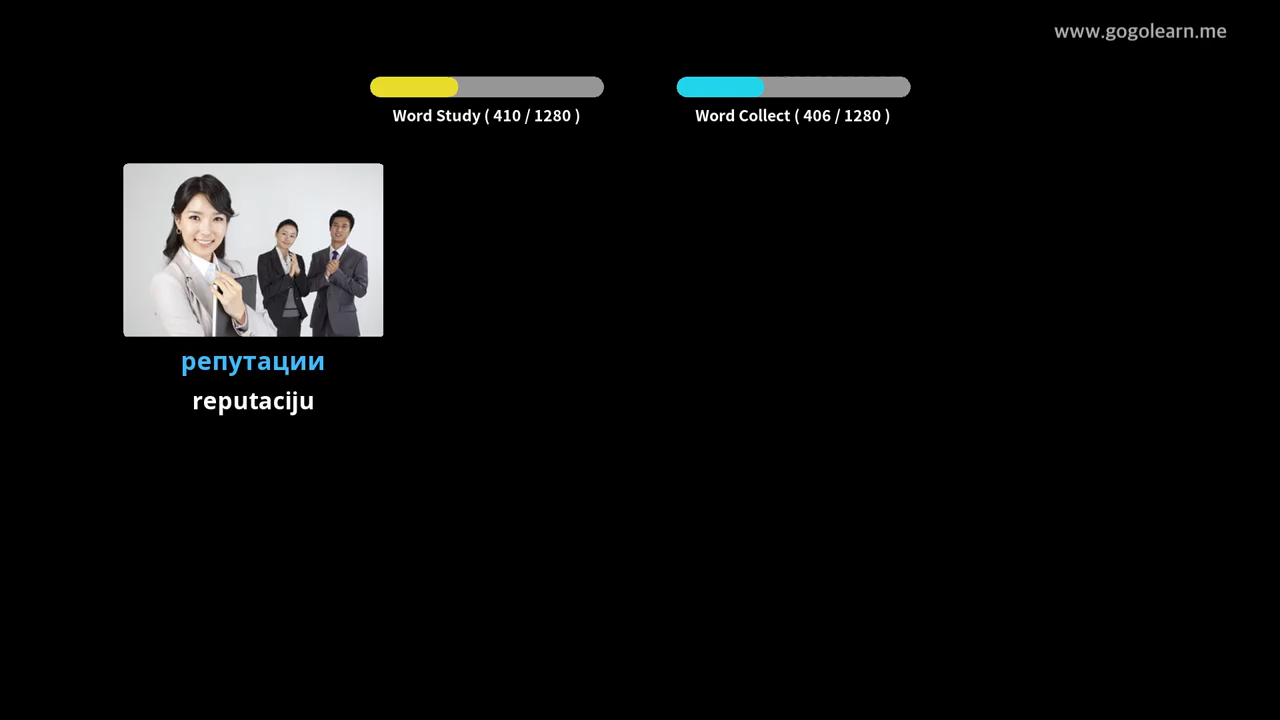 www.gogolearn.me
Word Study ( 410 / 1280 )
Word Collect ( 406 / 1280 )
репутации
reputaciju